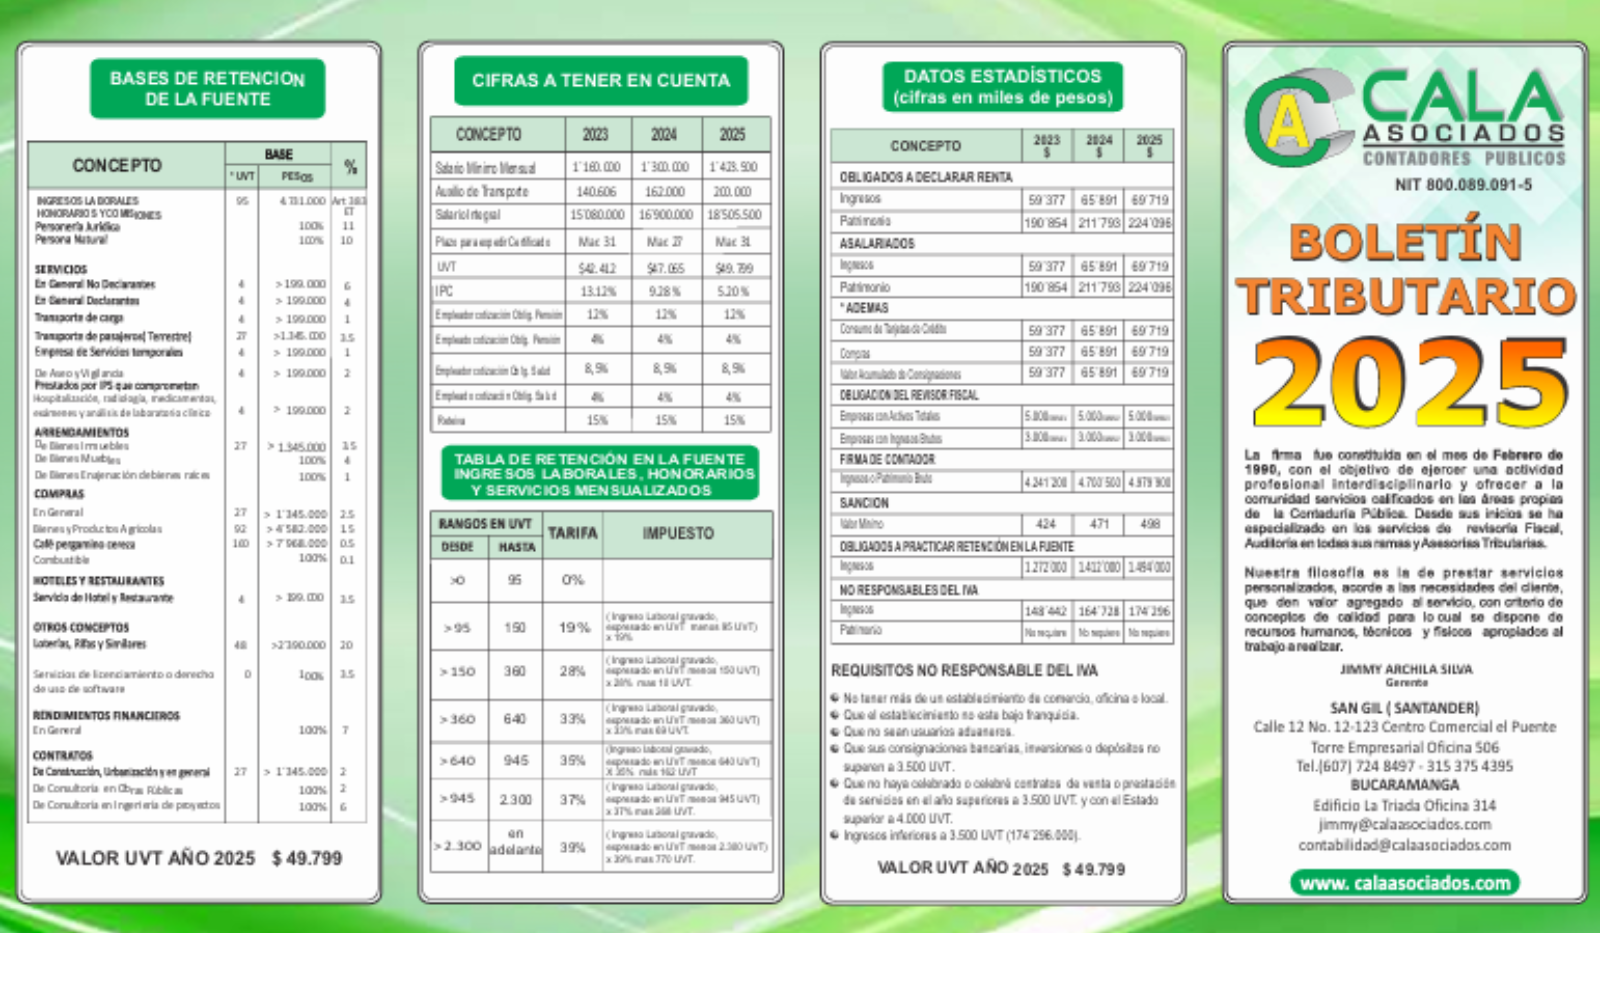 BASES DE RETENCION
DE LA FUENTE
CONCEPTO BASE %
* UVT PESOS
INGRESOS LABORALES 95 4.731.000 Art 383
HONORARIOS Y COMISIONES ET
Personería Jurídica 100% 11
Persona Natural 100% 10
SERVICIOS
En General No Declarantes 4 > 199.000 6
En General Declarantes 4 > 199.000 4
Transporte de carga 4 > 199.000 1
Transporte de pasajeros( Terrestre) 27 >1.345.000 3.5
Empresa de Servicios temporales 4 > 199.000 1
De Aseo y Vigilancia 4 > 199.000 2
Prestados por IPS que comprometan
Hospitalización, radiología, medicamentos,
exámenes y análisis de laboratorio clínico 4 > 199.000 2
ARRENDAMIENTOS
De Bienes Inmuebles 27 > 1.345.000 3.5
De Bienes Muebles 100% 4
De Bienes Enajenación de bienes raíces 100% 1
COMPRAS
En General 27 > 1'345.000 2.5
Bienes y Productos Agrícolas 92 > 4'582.000 1.5
Café pergamino cereza 160 > 7'968.000 0.5
Combustible 100% 0.1
HOTELES Y RESTAURANTES
Servicio de Hotel y Restaurante 4 > 199.000 3.5
OTROS CONCEPTOS
Loterías, Rifas y Similares 48 >2'390.000 20
Servicios de licenciamiento o derecho 0 100% 3.5
de uso de software
RENDIMIENTOS FINANCIEROS
En General 100% 7
CONTRATOS
De Construcción, Urbanización y en general 27 > 1'345.000 2
De Consultoría en Obras Públicas 100% 2
De Consultoría en Ingeniería de proyectos 100% 6
VALOR UVT AÑO 2025 $ 49.799
CIFRAS A TENER EN CUENTA
CONCEPTO 2023 2024 2025
Salario Mínimo Mensual 1'160.000 1'300.000 1'423.500
Auxilio de Transporte 140.606 162.000 200.000
Salario Integral 15'080.000 16'900.000 18'505.500
Plazo para expedir Certificado Mar. 31 Mar. 27 Mar. 31
UVT $42.412 $47.065 $49.799
IPC 13.12% 9.28 % 5.20 %
Empleador cotización Oblig. Pensión 12% 12% 12%
Empleado cotización Oblig. Pensión 4% 4% 4%
Empleador cotización Oblig. Salud 8,5% 8,5% 8,5%
Empleado cotización Oblig. Salud 4% 4% 4%
Reteiva 15% 15% 15%
TABLA DE RETENCIÓN EN LA FUENTE
INGRESOS LABORALES, HONORARIOS
Y SERVICIOS MENSUALIZADOS
RANGOS EN UVT TARIFA IMPUESTO
DESDE HASTA
>0 95 0%
> 95 150 19 % ( Ingreso Laboral gravado,
expresado en UVT menos 95 UVT)
x 19%
> 150 360 28% ( Ingreso Laboral gravado,
expresado en UVT menos 150 UVT)
x 28% mas 10 UVT.
> 360 640 33% ( Ingreso Laboral gravado,
expresado en UVT menos 360 UVT)
x 33% mas 69 UVT.
> 640 945 35% (Ingreso laboral gravado,
expresado en UVT menos 640 UVT)
X 35% más 162 UVT
> 945 2.300 37% ( Ingreso Laboral gravado,
expresado en UVT menos 945 UVT)
x 37% mas 268 UVT.
> 2.300 en adelante 39% ( Ingreso Laboral gravado,
expresado en UVT menos 2.300 UVT)
x 39% mas 770 UVT.
DATOS ESTADÍSTICOS
(cifras en miles de pesos)
CONCEPTO 2023 $ 2024 $ 2025 $
OBLIGADOS A DECLARAR RENTA
Ingresos 59'377 65'891 69'719
Patrimonio 190'854 211'793 224'096
ASALARIADOS
Ingresos 59'377 65'891 69'719
Patrimonio 190'854 211'793 224'096
* ADEMAS
Consumo de Tarjetas de Crédito 59'377 65'891 69'719
Compras 59'377 65'891 69'719
Valor Acumulado de Consignaciones 59'377 65'891 69'719
OBLIGACION DEL REVISOR FISCAL
Empresas con Activos Totales 5.000 5.000 5.000
Empresas con Ingresos Brutos 3.000 3.000 3.000
FIRMA DE CONTADOR
Ingresos o Patrimonio Bruto 4.241'200 4.706'500 4.979'900
SANCION
Valor Mínimo 424 471 498
OBLIGADOS A PRACTICAR RETENCIÓN EN LA FUENTE
Ingresos 1.272'000 1.412'000 1.494'000
NO RESPONSABLES DEL IVA
Ingresos 148'442 164'728 174'296
Patrimonio No requiere No requiere No requiere
REQUISITOS NO RESPONSABLE DEL IVA
No tener más de un establecimiento de comercio, oficina o local.
Que el establecimiento no este bajo franquicia.
Que no sean usuarios aduaneros.
Que sus consignaciones bancarias, inversiones o depósitos no
superen a 3.500 UVT.
Que no haya celebrado o celebré contratos de venta o prestación
de servicios en el año superiores a 3.500 UVT. y con el Estado
superior a 4.000 UVT.
Ingresos inferiores a 3.500 UVT (174'296.000).
VALOR UVT AÑO 2025 $ 49.799
CA
CALA
ASOCIADOS
CONTADORES PUBLICOS
NIT 800.089.091-5
BOLETÍN
TRIBUTARIO
2025
La firma fue constituida en el mes de Febrero de
1990, con el objetivo de ejercer una actividad
profesional interdisciplinario y ofrecer a la
comunidad servicios calificados en las áreas propias
de la Contaduría Pública. Desde sus inicios se ha
especializado en los servicios de revisoría Fiscal,
Auditoría en todas sus ramas y Asesorías Tributarias.
Nuestra filosofía es la de prestar servicios
personalizados, acorde a las necesidades del cliente,
que den valor agregado al servicio, con criterio de
conceptos de calidad para lo cual se dispone de
recursos humanos, técnicos y físicos apropiados al
trabajo a realizar.
JIMMY ARCHILA SILVA
Gerente
SAN GIL ( SANTANDER)
Calle 12 No. 12-123 Centro Comercial el Puente
Torre Empresarial Oficina 506
Tel.(607) 724 8497 - 315 375 4395
BUCARAMANGA
Edificio La Triada Oficina 314
jimmy@calaasociados.com
contabilidad@calaasociados.com
www. calaasociados.com